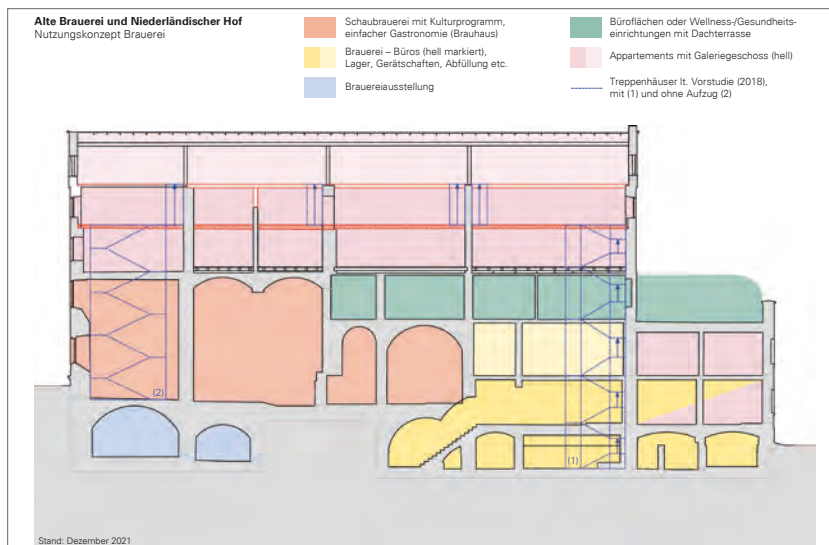 Alte Brauerei und Niederländischer Hof
Nutzungskonzept Brauerei
Schaubrauerei mit Kulturprogramm,
einfacher Gastronomie (Brauhaus)
Brauerei – Büros (hell markiert),
Lager, Gerätschaften, Abfüllung etc.
Brauereiausstellung
Büroflächen oder Wellness-/Gesundheits-
einrichtungen mit Dachterrasse
Appartements mit Galeriegeschoss (hell)
Treppenhäuser lt. Vorstudie (2018),
mit (1) und ohne Aufzug (2)
(2)
(1)
Stand: Dezember 2021